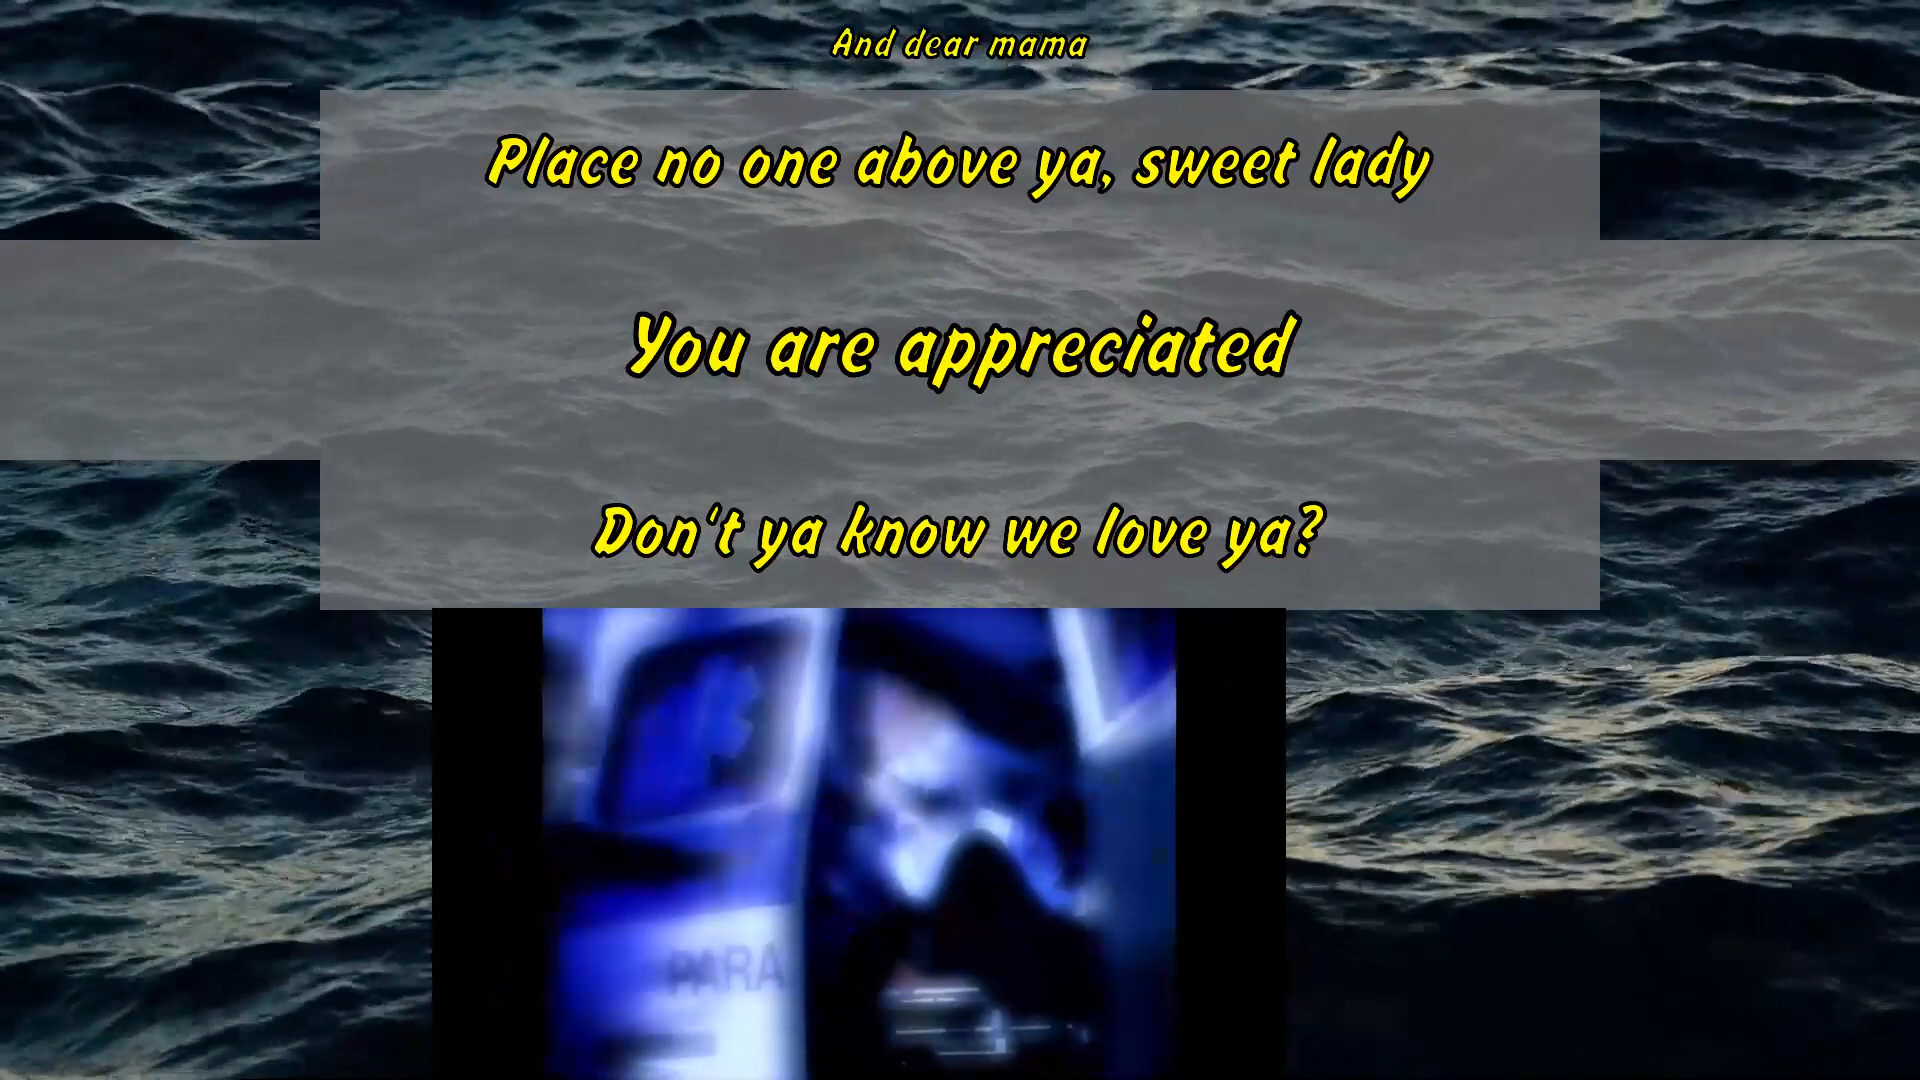 And dear mama
Place no one above ya, sweet lady
You are appreciated
Don't ya know we love ya?
PARA